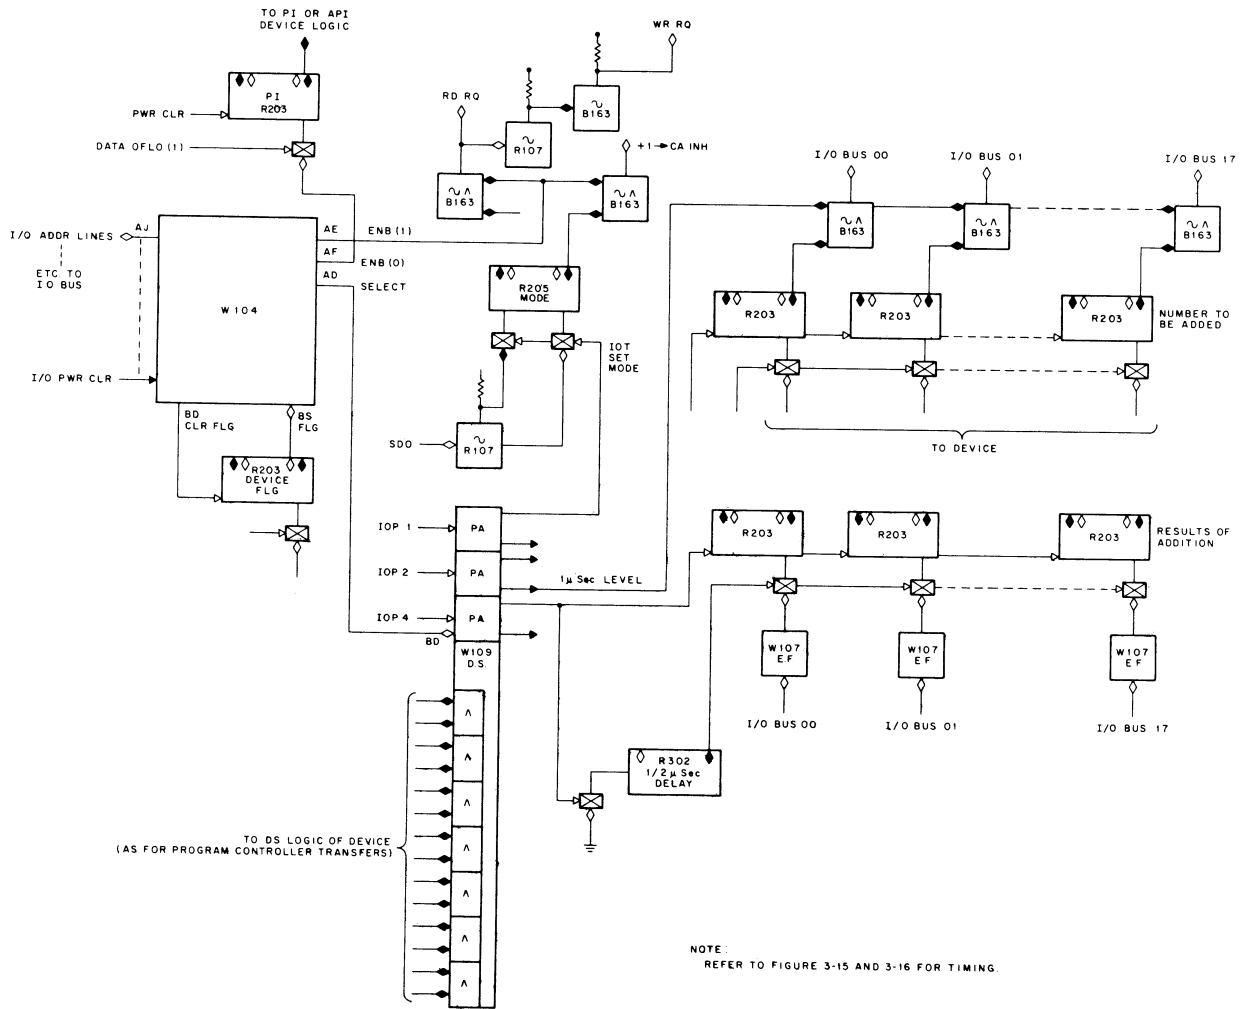 TO PI OR API
DEVICE LOGIC
PI
R203
PWR CLR
DATA OFLO (1)
WR RQ
∿
B163
RD RQ
∿
R107
+1→CA INH
∿ ∧
B163
∿ ∧
B163
I/O BUS 00
I/O BUS 01
I/O BUS 17
∿ ∧
B163
∿ ∧
B163
∿ ∧
B163
I/O ADDR LINES
AJ
ETC. TO
I O BUS
W 104
AE
ENB (1)
AF
ENB (0)
AD
SELECT
I/O PWR CLR
BD
CLR FLG
BS
FLG
R203
DEVICE
FLG
R205
MODE
IOT
SET
MODE
SDO
∿
R107
R203
R203
R203
NUMBER TO
BE ADDED
TO DEVICE
IOP 1
PA
IOP 2
PA
1 μ Sec LEVEL
IOP 4
PA
BD
W109
D.S.
R203
R203
R203
RESULTS OF
ADDITION
W107
E.F
W107
E F
W107
E F
I/O BUS 00
I/O BUS 01
I/O BUS 17
R302
1/2 μ Sec
DELAY
∧
∧
∧
∧
∧
∧
∧
TO DS LOGIC OF DEVICE
(AS FOR PROGRAM CONTROLLER TRANSFERS)
NOTE:
REFER TO FIGURE 3-15 AND 3-16 FOR TIMING.